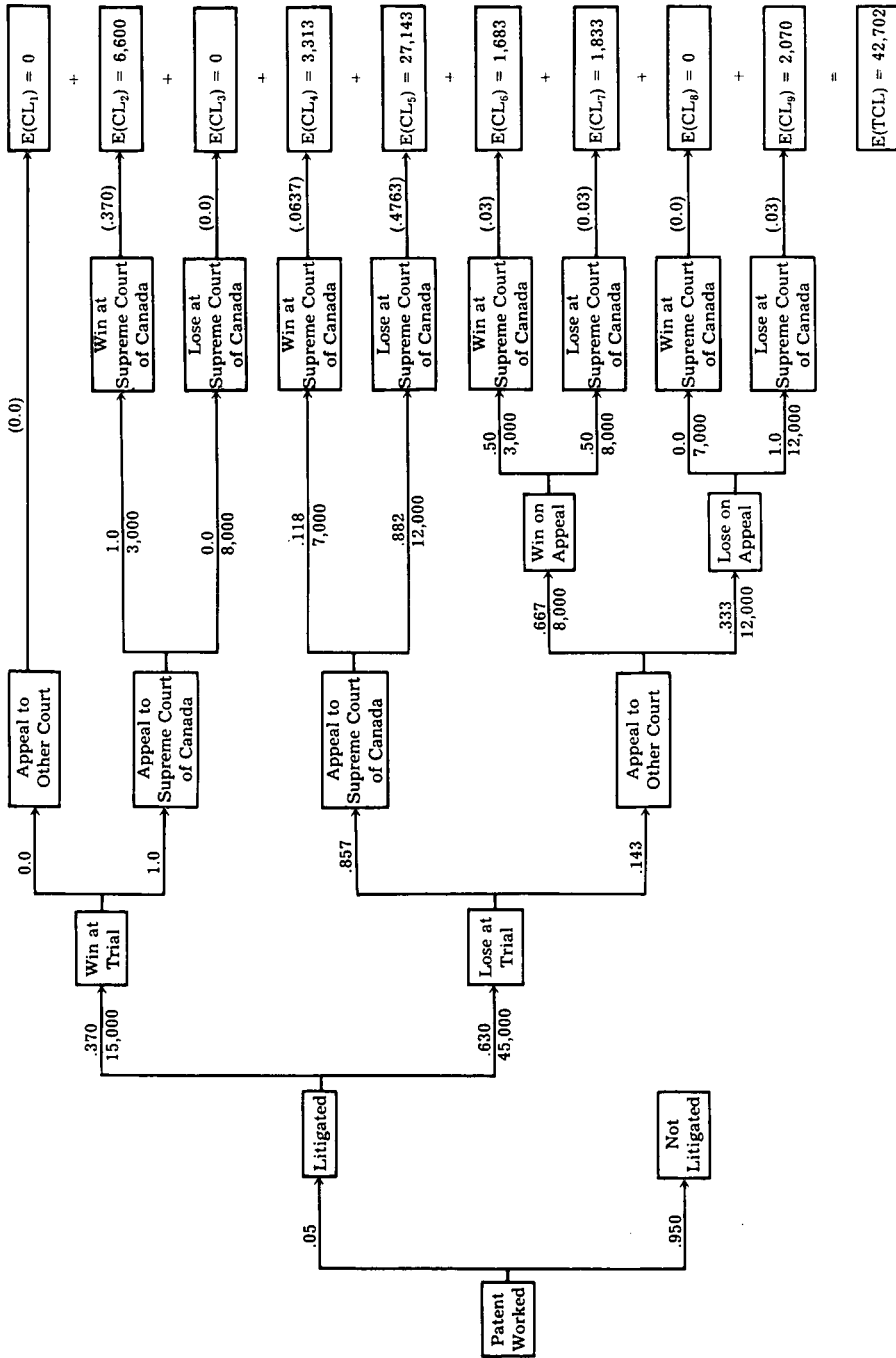 Patent
Worked
.05
.950
Litigated
Not
Litigated
.370
15,000
.630
45,000
Win at
Trial
Lose at
Trial
0.0
1.0
.857
.143
Appeal to
Other Court
Appeal to
Supreme Court
of Canada
Appeal to
Supreme Court
of Canada
Appeal to
Other Court
1.0
3,000
0.0
8,000
.118
7,000
.882
12,000
.667
8,000
.333
12,000
Win on
Appeal
Lose on
Appeal
.50
3,000
.50
8,000
0.0
7,000
1.0
12,000
Win at
Supreme Court
of Canada
Lose at
Supreme Court
of Canada
Win at
Supreme Court
of Canada
Lose at
Supreme Court
of Canada
Win at
Supreme Court
of Canada
Lose at
Supreme Court
of Canada
Win at
Supreme Court
of Canada
Lose at
Supreme Court
of Canada
(0.0)
(.370)
(0.0)
(.0637)
(.4763)
(.03)
(0.03)
(0.0)
(.03)
E(CL₁) = 0
+
E(CL₂) = 6,600
+
E(CL₃) = 0
+
E(CL₄) = 3,313
+
E(CL₅) = 27,143
+
E(CL₆) = 1,683
+
E(CL₇) = 1,833
+
E(CL₈) = 0
+
E(CL₉) = 2,070
=
E(TCL) = 42,702